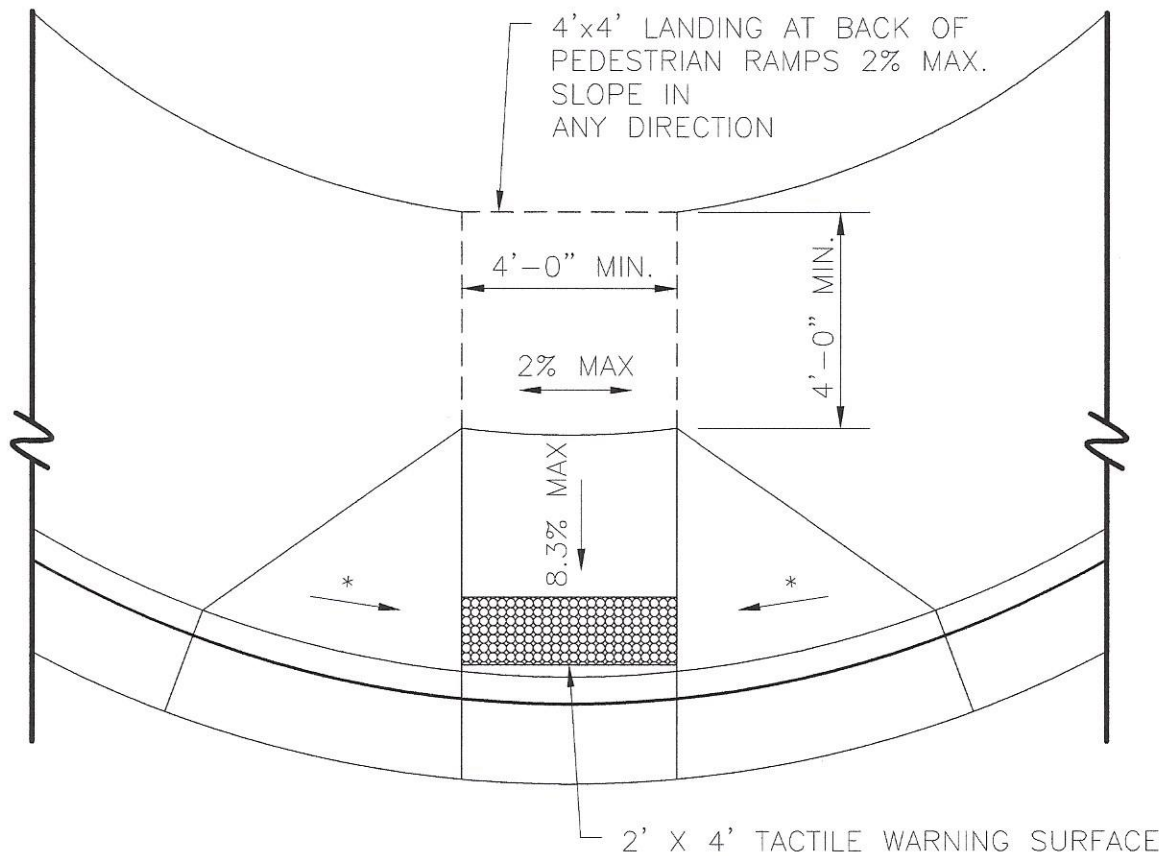 4'x4' LANDING AT BACK OF
PEDESTRIAN RAMPS 2% MAX.
SLOPE IN
ANY DIRECTION
4'-0" MIN.
4'-0" MIN.
2% MAX
8.3% MAX
*
*
2' X 4' TACTILE WARNING SURFACE